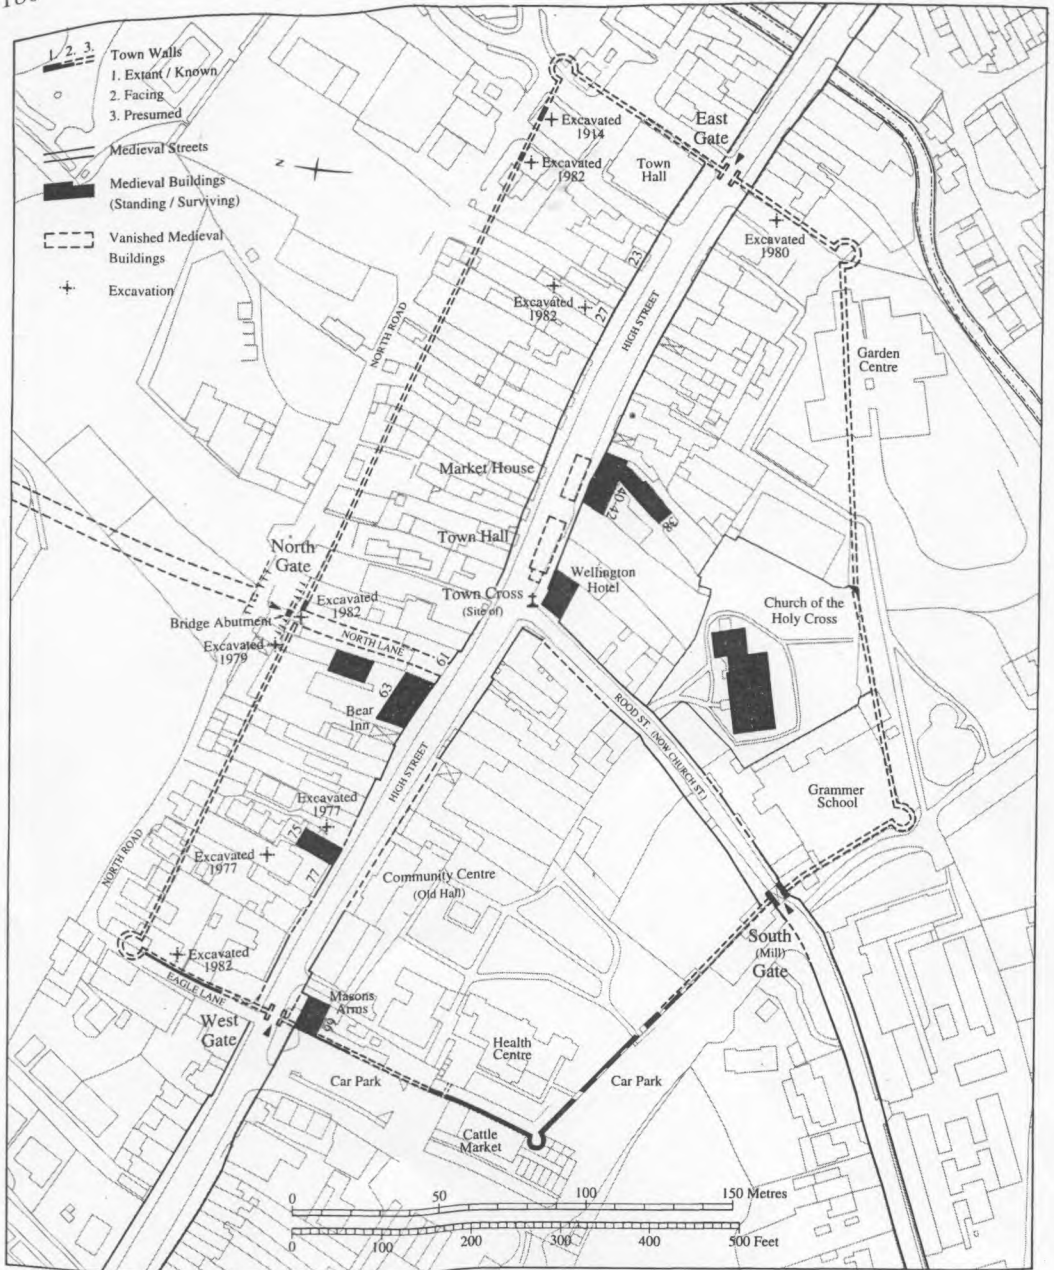 1. 2. 3.
Town Walls
1. Extant / Known
2. Facing
3. Presumed
Medieval Streets
Medieval Buildings
(Standing / Surviving)
Vanished Medieval
Buildings
Excavation
N
Excavated
1914
Excavated
1982
Town
Hall
East
Gate
Excavated
1980
23
Excavated
1982
27
HIGH STREET
NORTH ROAD
Garden
Centre
Market House
40-42
38
Town Hall
North
Gate
Wellington
Hotel
Town Cross
(Site of)
Excavated
1982
Bridge Abutment
Excavated
1979
NORTH LANE
61
63
Bear
Inn
Church of the
Holy Cross
ROOD ST. (NOW CHURCH ST.)
HIGH STREET
Grammer
School
Excavated
1977
75
Excavated
1977
77
NORTH ROAD
Community Centre
(Old Hall)
South
(Mill)
Gate
Excavated
1982
EAGLE LANE
West
Gate
Masons
Arms
99
Health
Centre
Car Park
Car Park
Cattle
Market
0 50 100 150 Metres
0 100 200 300 400 500 Feet